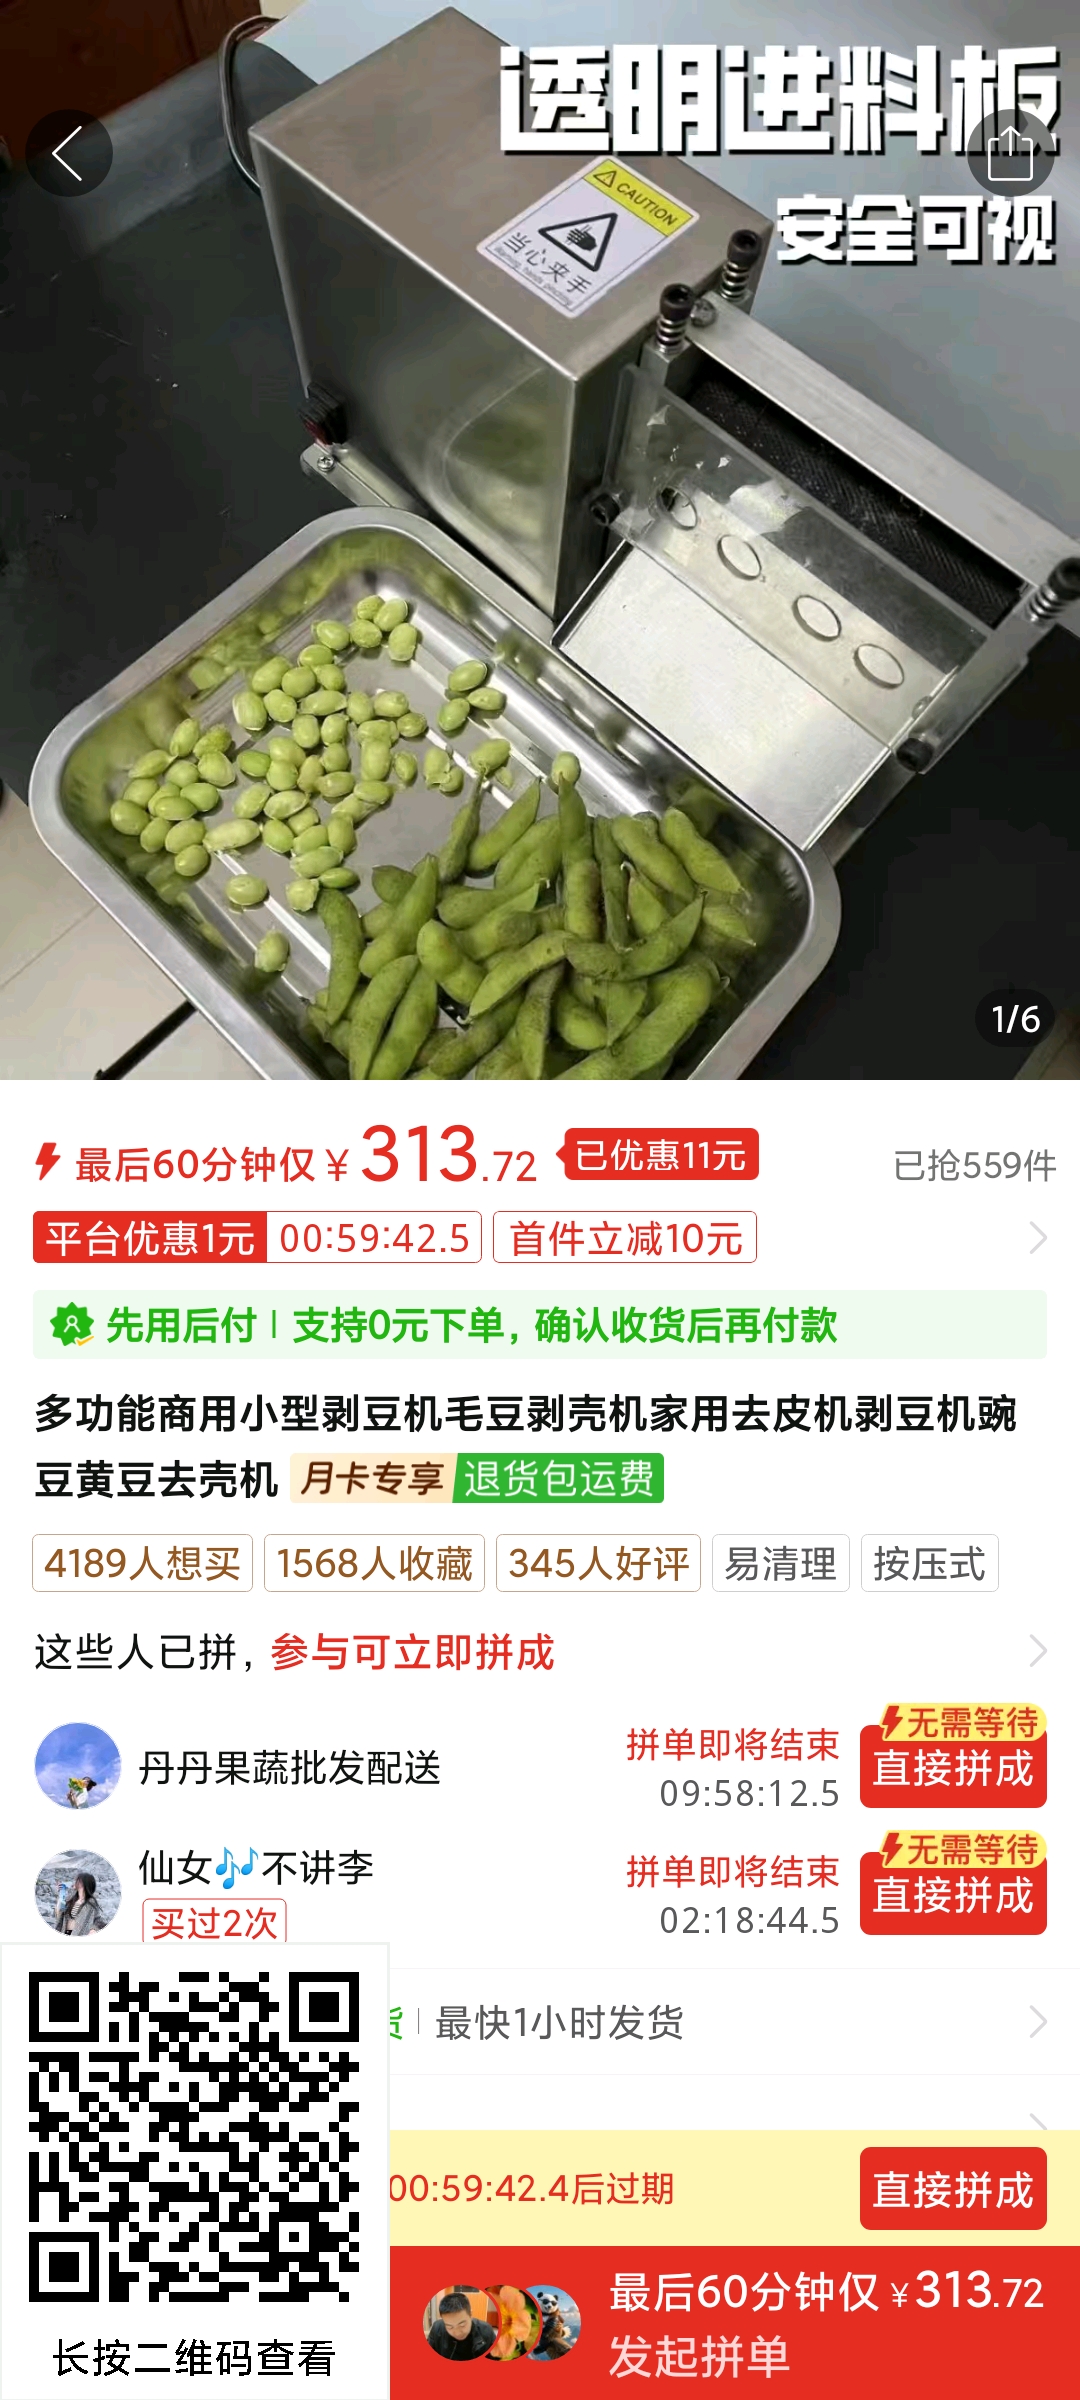 透明进料板
安全可视
CAUTION
当心夹手
1/6
最后60分钟仅¥313.72
已优惠11元
已抢559件
平台优惠1元 00:59:42.5
首件立减10元
先用后付 | 支持0元下单，确认收货后再付款
多功能商用小型剥豆机毛豆剥壳机家用去皮机剥豆机豌
豆黄豆去壳机 月卡专享 退货包运费
4189人想买 1568人收藏 345人好评 易清理 按压式
这些人已拼，参与可立即拼成
丹丹果蔬批发配送
拼单即将结束
09:58:12.5
无需等待
直接拼成
仙女🎶不讲李
买过2次
拼单即将结束
02:18:44.5
无需等待
直接拼成
货 | 最快1小时发货
00:59:42.4后过期
直接拼成
最后60分钟仅¥313.72
发起拼单
长按二维码查看